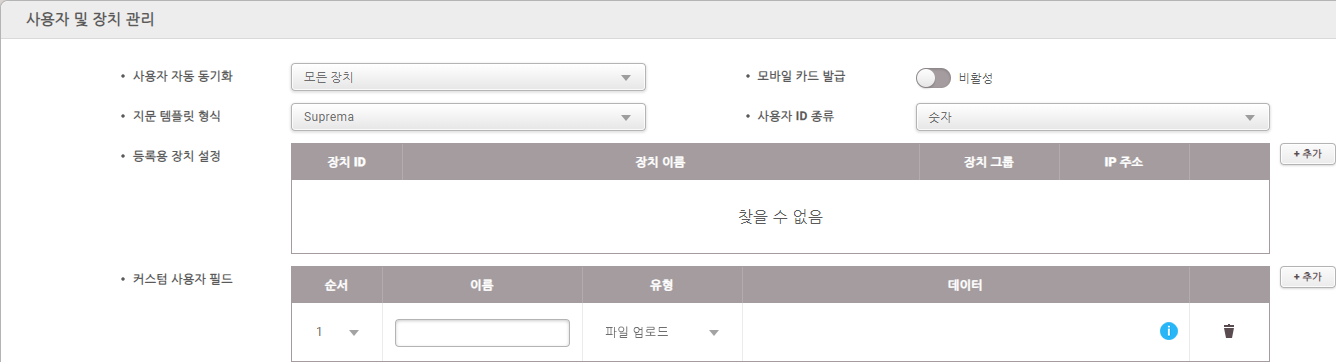 사용자 및 장치 관리
• 사용자 자동 동기화
모든 장치
• 모바일 카드 발급
비활성
• 지문 템플릿 형식
Suprema
• 사용자 ID 종류
숫자
• 등록용 장치 설정
장치 ID 장치 이름 장치 그룹 IP 주소
+ 추가
찾을 수 없음
• 커스텀 사용자 필드
순서 이름 유형 데이터
+ 추가
1 파일 업로드